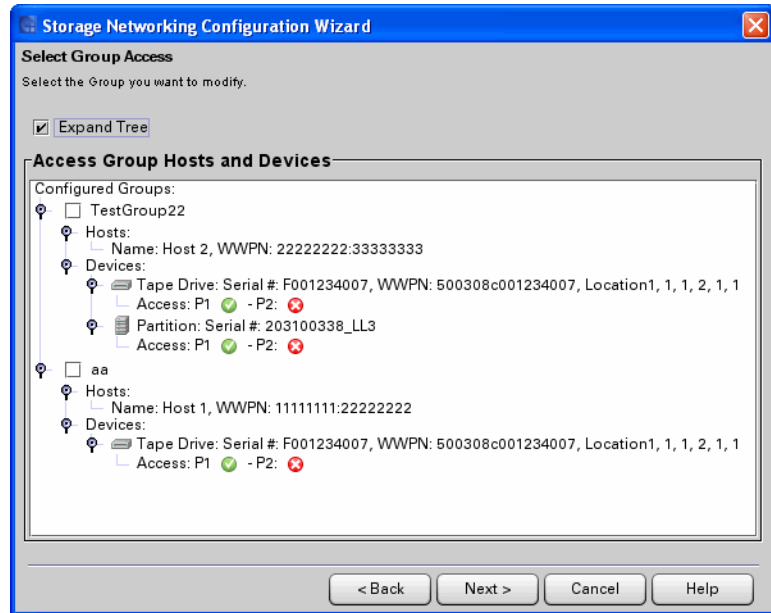 Storage Networking Configuration Wizard
Select Group Access
Select the Group you want to modify.
Expand Tree
Access Group Hosts and Devices
Configured Groups:
TestGroup22
Hosts:
Name: Host 2, WWPN: 22222222:33333333
Devices:
Tape Drive: Serial #: F001234007, WWPN: 500308c001234007, Location1, 1, 1, 2, 1, 1
Access: P1 - P2:
Partition: Serial #: 203100338_LL3
Access: P1 - P2:
aa
Hosts:
Name: Host 1, WWPN: 11111111:22222222
Devices:
Tape Drive: Serial #: F001234007, WWPN: 500308c001234007, Location1, 1, 1, 2, 1, 1
Access: P1 - P2:
< Back Next > Cancel Help